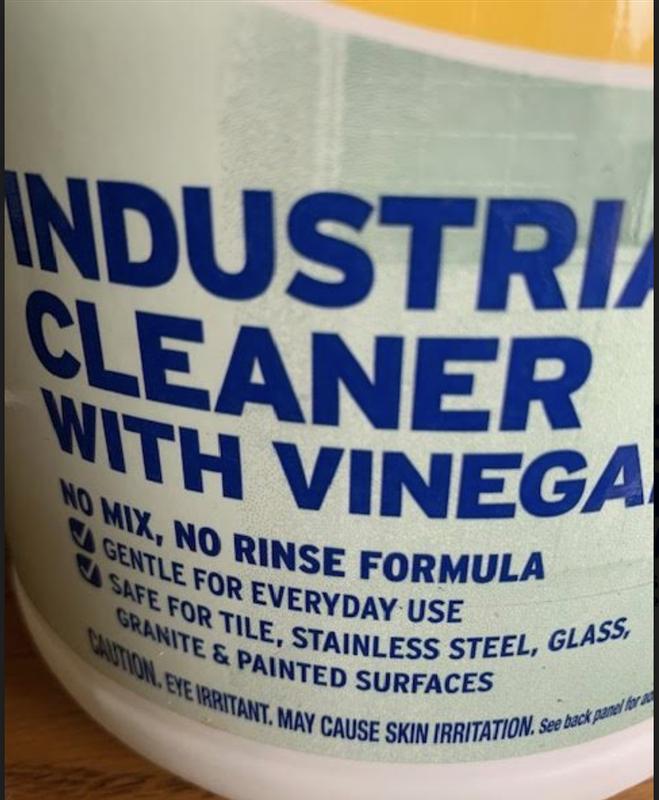 INDUSTRIA
CLEANER
WITH VINEGA
NO MIX, NO RINSE FORMULA
GENTLE FOR EVERYDAY USE
SAFE FOR TILE, STAINLESS STEEL, GLASS,
GRANITE & PAINTED SURFACES
CAUTION. EYE IRRITANT. MAY CAUSE SKIN IRRITATION. See back panel for